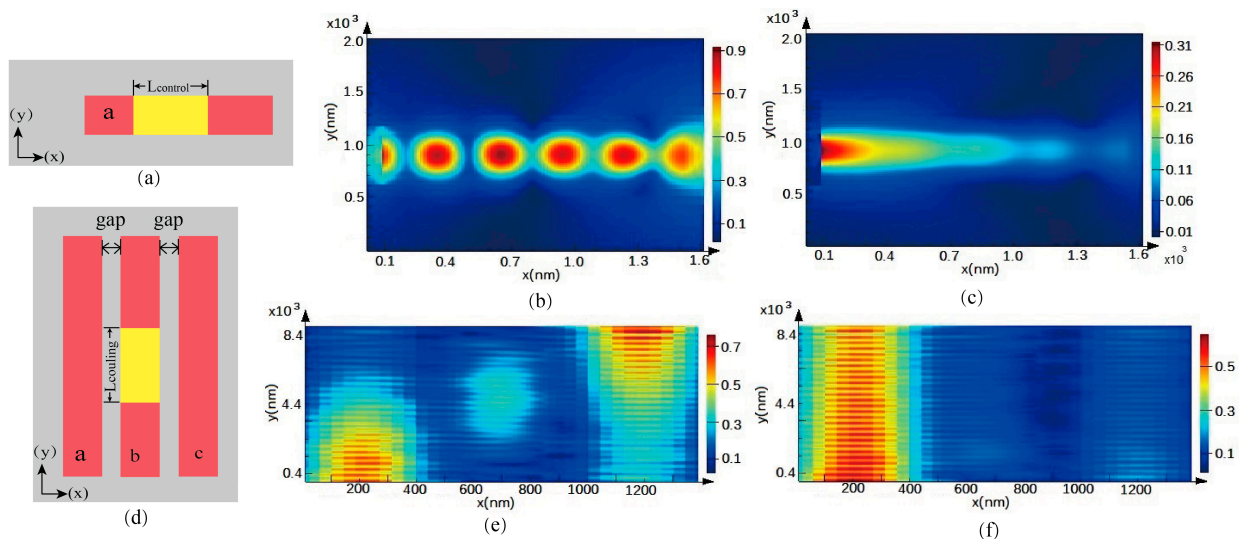 (y)
(x)
a
Lcontrol
(a)
x10³
y(nm)
2.0
1.0
0.5
0.1 0.4 0.7 1.0 1.3 1.6
x(nm)
0.9
0.7
0.5
0.3
0.1
(b)
x10³
y(nm)
2.0
1.0
0.5
0.1 0.4 0.7 1.0 1.3 1.6
x(nm)
x10³
0.31
0.26
0.21
0.16
0.11
0.06
0.01
(c)
gap gap
Lcouling
a b c
(y)
(x)
(d)
x10³
y(nm)
8.4
4.4
0.4
200 400 600 800 1000 1200
x(nm)
0.7
0.5
0.3
0.1
(e)
x10³
y(nm)
8.4
4.4
0.4
200 400 600 800 1000 1200
x(nm)
0.5
0.3
0.1
(f)